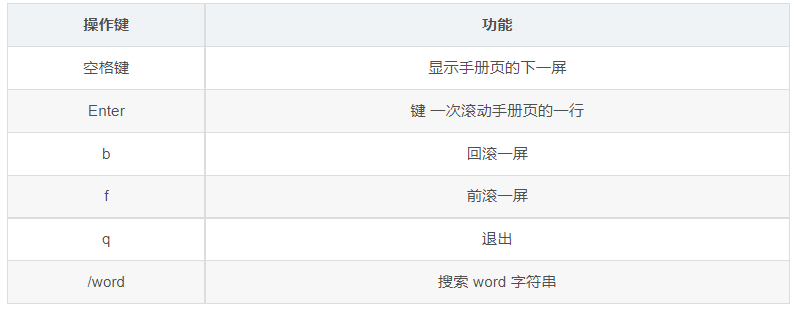 操作键 功能
空格键 显示手册页的下一屏
Enter 键 一次滚动手册页的一行
b 回滚一屏
f 前滚一屏
q 退出
/word 搜索 word 字符串